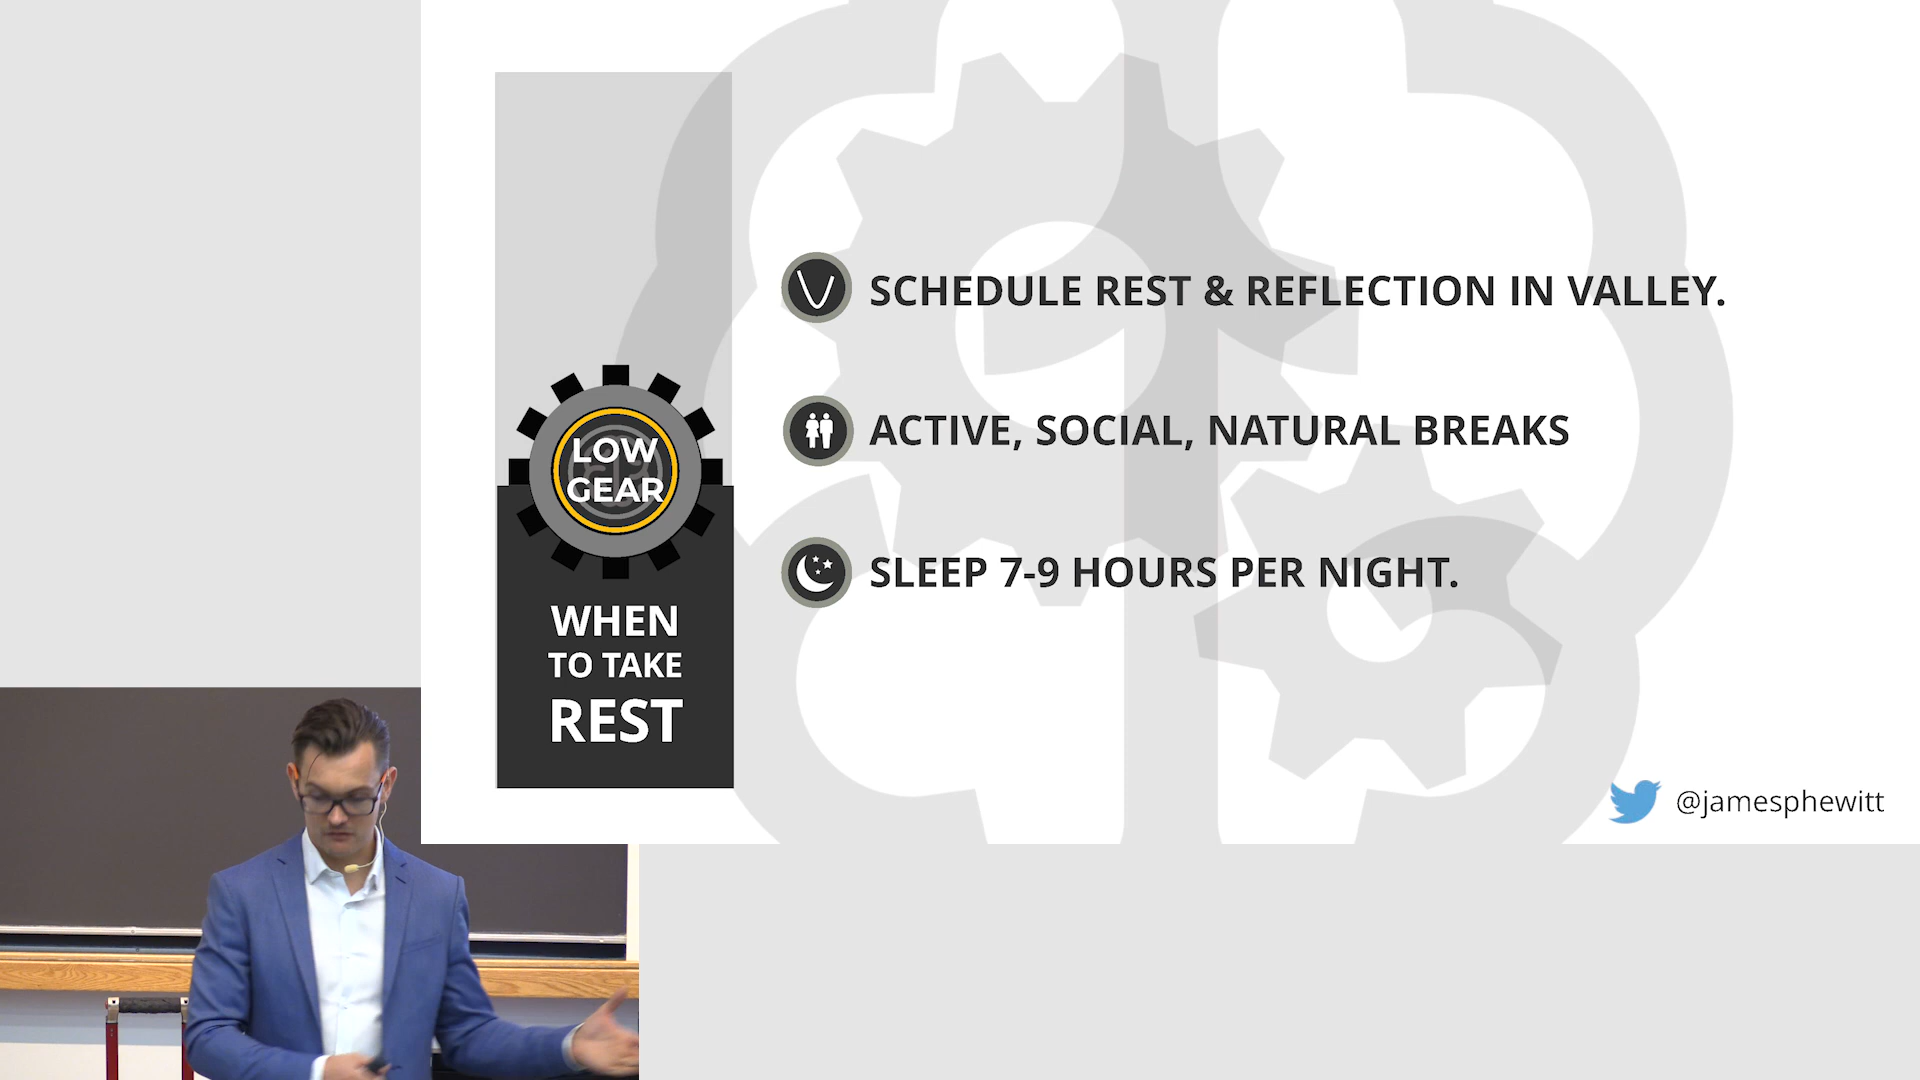 LOW
GEAR
WHEN
TO TAKE
REST
SCHEDULE REST & REFLECTION IN VALLEY.
ACTIVE, SOCIAL, NATURAL BREAKS
SLEEP 7-9 HOURS PER NIGHT.
@jamesphewitt